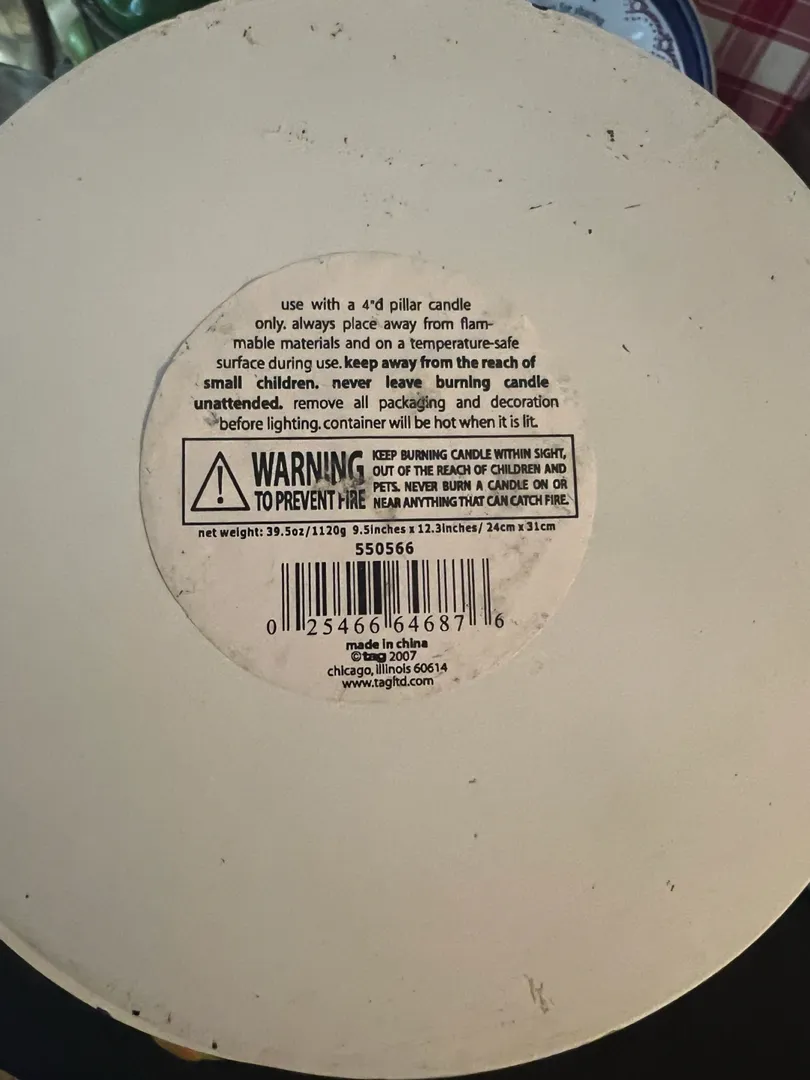 use with a 4"d pillar candle
only. always place away from flam-
mable materials and on a temperature-safe
surface during use. keep away from the reach of
small children. never leave burning candle
unattended. remove all packaging and decoration
before lighting. container will be hot when it is lit.
WARNING
TO PREVENT FIRE
KEEP BURNING CANDLE WITHIN SIGHT,
OUT OF THE REACH OF CHILDREN AND
PETS. NEVER BURN A CANDLE ON OR
NEAR ANYTHING THAT CAN CATCH FIRE.
net weight: 39.5oz/1120g 9.5inches x 12.3inches/ 24cm x 31cm
550566
0 25466 64687 6
made in china
©tag 2007
chicago, illinois 60614
www.tagltd.com